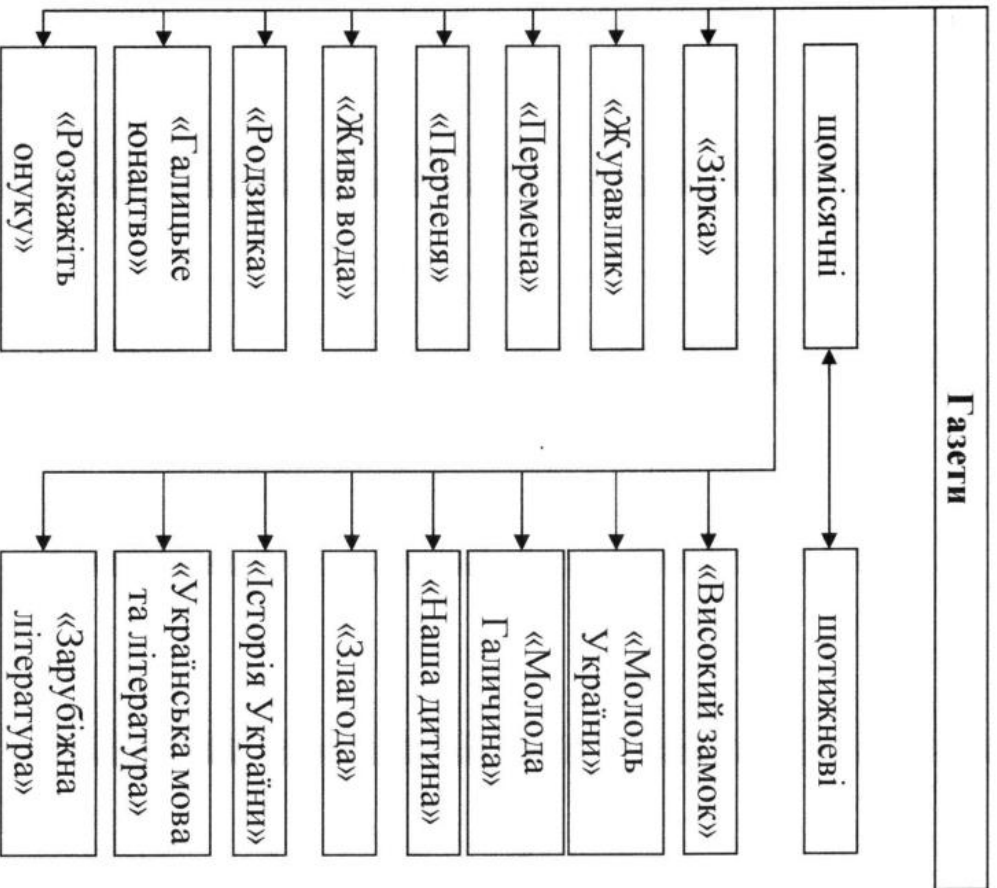 Газети
щомісячні
щотижневі
«Зірка»
«Журавлик»
«Перемена»
«Перченя»
«Жива вода»
«Родзинка»
«Галицьке
юнацтво»
«Розкажіть
онуку»
«Високий замок»
«Молодь
України»
«Молода
Галичина»
«Наша дитина»
«Злагода»
«Історія України»
«Українська мова
та література»
«Зарубіжна
література»